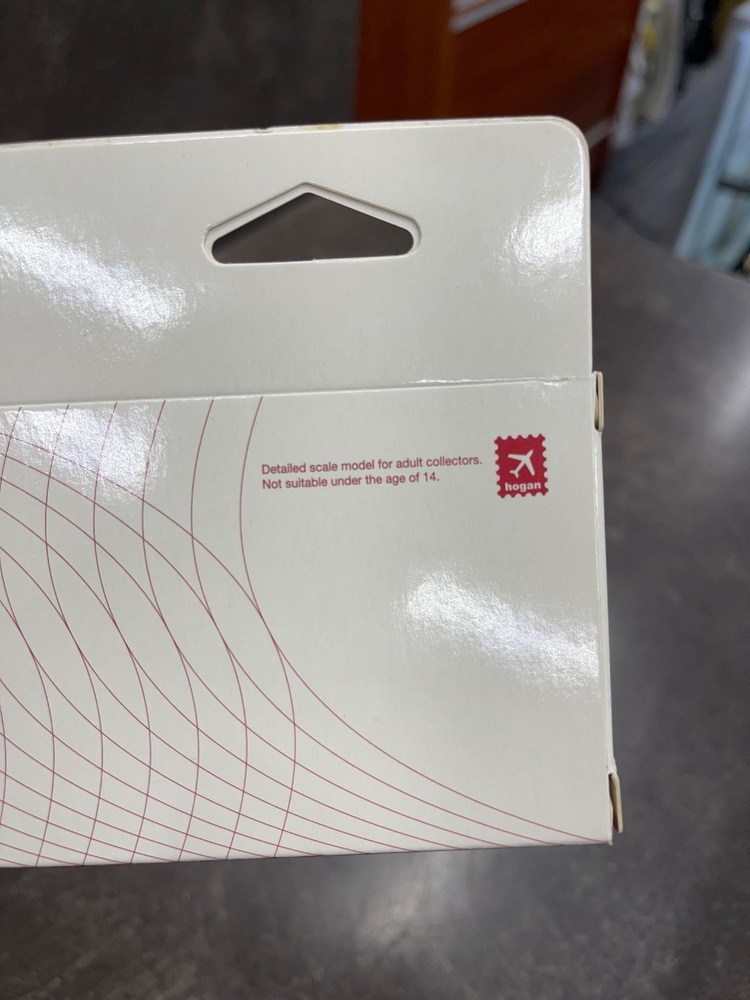 Detailed scale model for adult collectors.
Not suitable under the age of 14.
hogan